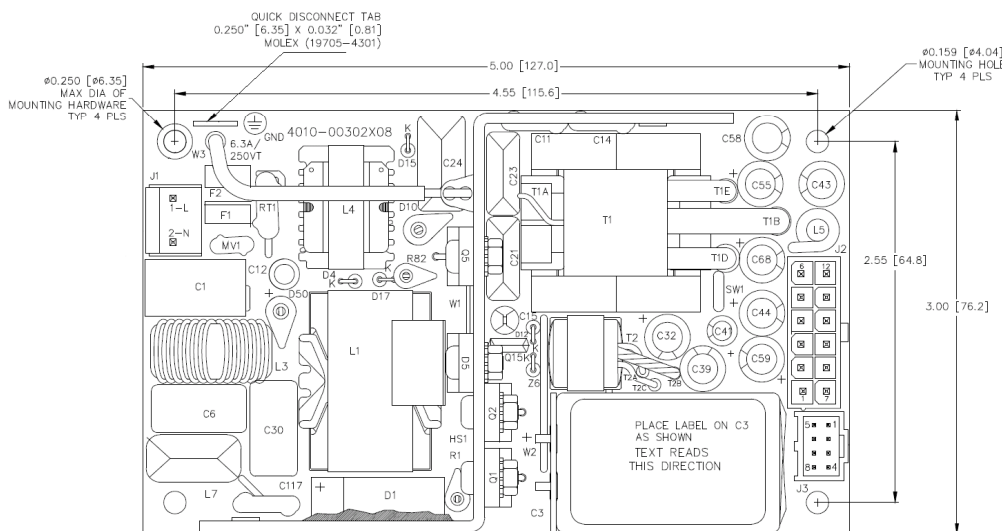 QUICK DISCONNECT TAB
0.250" [6.35] X 0.032" [0.81]
MOLEX (19705-4301)
ø0.250 [ø6.35]
MAX DIA OF
MOUNTING HARDWARE
TYP 4 PLS
5.00 [127.0]
4.55 [115.6]
ø0.159 [ø4.04]
MOUNTING HOLE
TYP 4 PLS
W3
6.3A/
250VT
GND
4010-00302X08
K
D15
C24
C11
C14
C58
J1
F2
F1
RT1
1-L
2-N
MV1
L4
D10
R82
Q5
C23
C21
T1A
T1
T1E
T1B
T1D
C55
C43
L5
J2
C68
SW1
C44
C41
C59
6
12
1
7
2.55 [64.8]
3.00 [76.2]
C1
C12
D50
D4
K
K
D17
W1
L3
L1
D5
D12
K
Q15
K
Z6
T2
T2A
T2C
T2B
C32
C39
C6
C30
L7
C117
D1
HS1
R1
Q2
Q1
W2
C3
PLACE LABEL ON C3
AS SHOWN
TEXT READS
THIS DIRECTION
5
1
8
4
J3